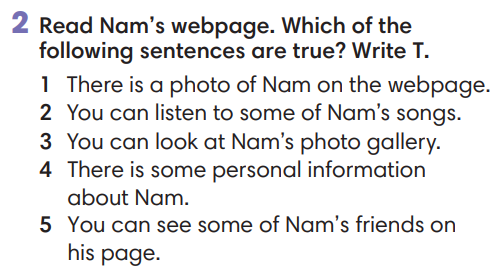 2 Read Nam’s webpage. Which of the
following sentences are true? Write T.
1 There is a photo of Nam on the webpage.
2 You can listen to some of Nam’s songs.
3 You can look at Nam’s photo gallery.
4 There is some personal information
about Nam.
5 You can see some of Nam’s friends on
his page.